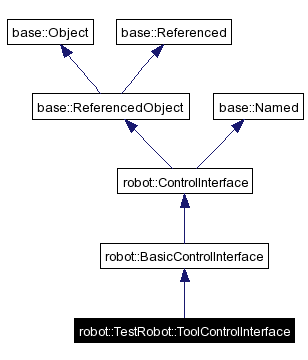 base::Object
base::Referenced
base::ReferencedObject
base::Named
robot::ControlInterface
robot::BasicControlInterface
robot::TestRobot::ToolControlInterface